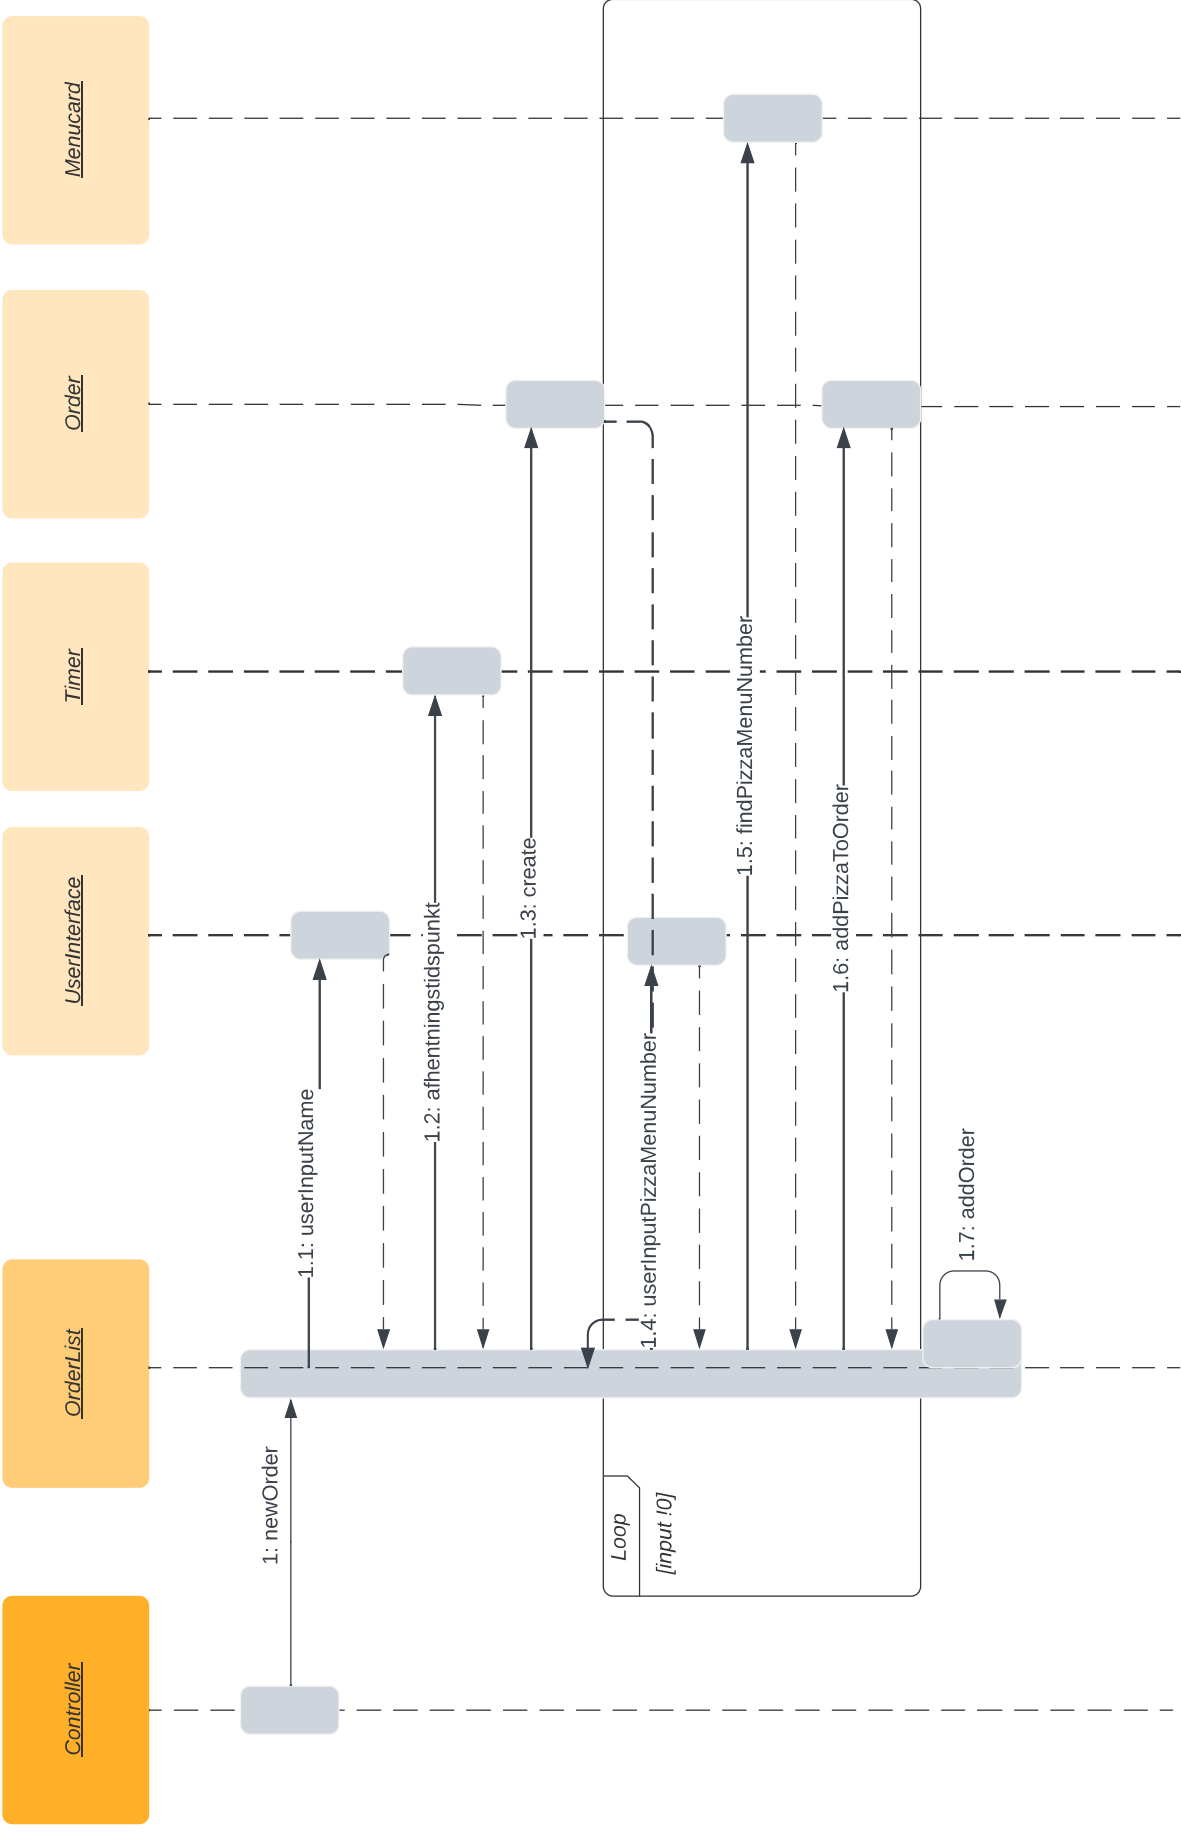 Controller
OrderList
UserInterface
Timer
Order
Menucard
1: newOrder
1.1: userInputName
1.2: afhentningstidspunkt
1.3: create
Loop
[input !0]
1.4: userInputPizzaMenuNumber
1.5: findPizzaMenuNumber
1.6: addPizzaToOrder
1.7: addOrder